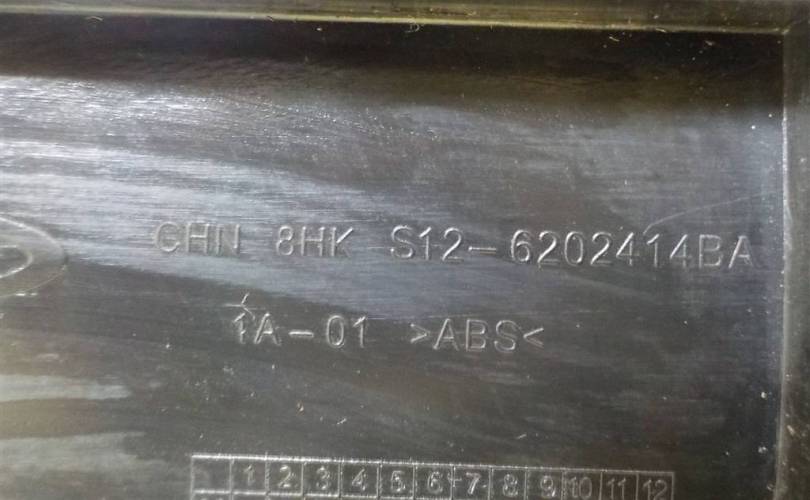 CHN 8HK S12-6202414BA
1A-01 >ABS<
1 2 3 4 5 6 7 8 9 10 11 12